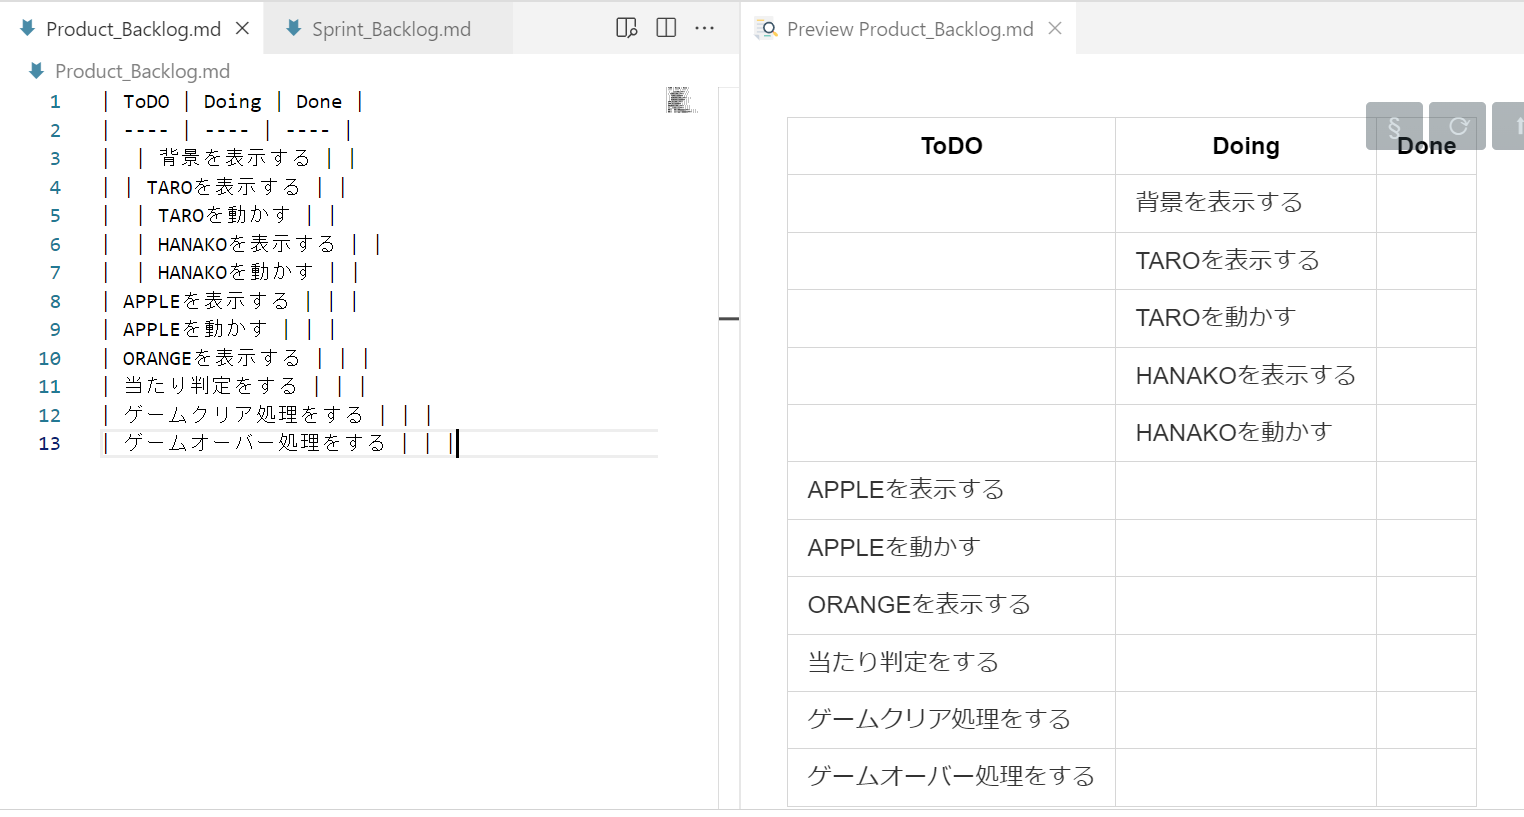 Product_Backlog.md
Sprint_Backlog.md
Preview Product_Backlog.md
Product_Backlog.md
1 | ToDO | Doing | Done |
2 | ---- | ---- | ---- |
3 | | 背景を表示する | |
4 | | TAROを表示する | |
5 | | TAROを動かす | |
6 | | HANAKOを表示する | |
7 | | HANAKOを動かす | |
8 | APPLEを表示する | | |
9 | APPLEを動かす | | |
10 | ORANGEを表示する | | |
11 | 当たり判定をする | | |
12 | ゲームクリア処理をする | | |
13 | ゲームオーバー処理をする | | |
§
ToDO Doing Done
背景を表示する
TAROを表示する
TAROを動かす
HANAKOを表示する
HANAKOを動かす
APPLEを表示する
APPLEを動かす
ORANGEを表示する
当たり判定をする
ゲームクリア処理をする
ゲームオーバー処理をする